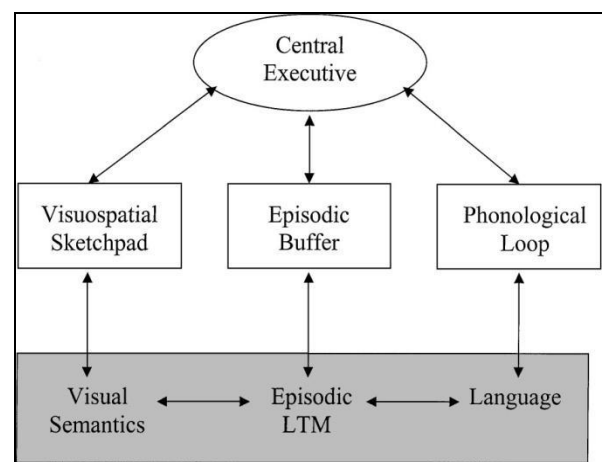 Central
Executive
Visuospatial
Sketchpad
Episodic
Buffer
Phonological
Loop
Visual
Semantics
Episodic
LTM
Language